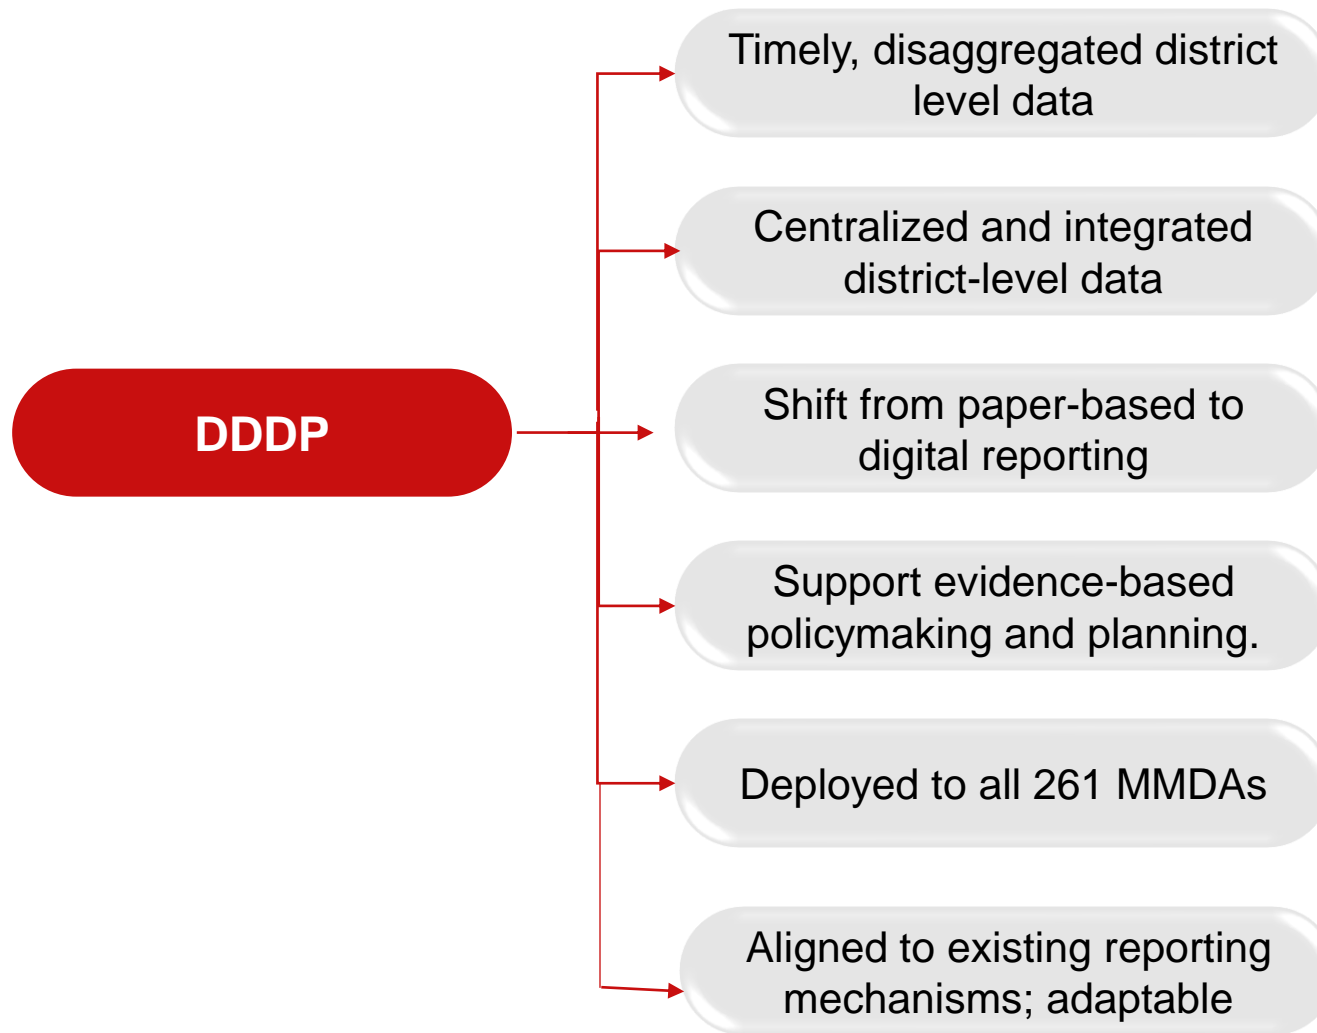 Timely, disaggregated district
level data
Centralized and integrated
district-level data
DDDP
Shift from paper-based to
digital reporting
Support evidence-based
policymaking and planning.
Deployed to all 261 MMDAs
Aligned to existing reporting
mechanisms; adaptable